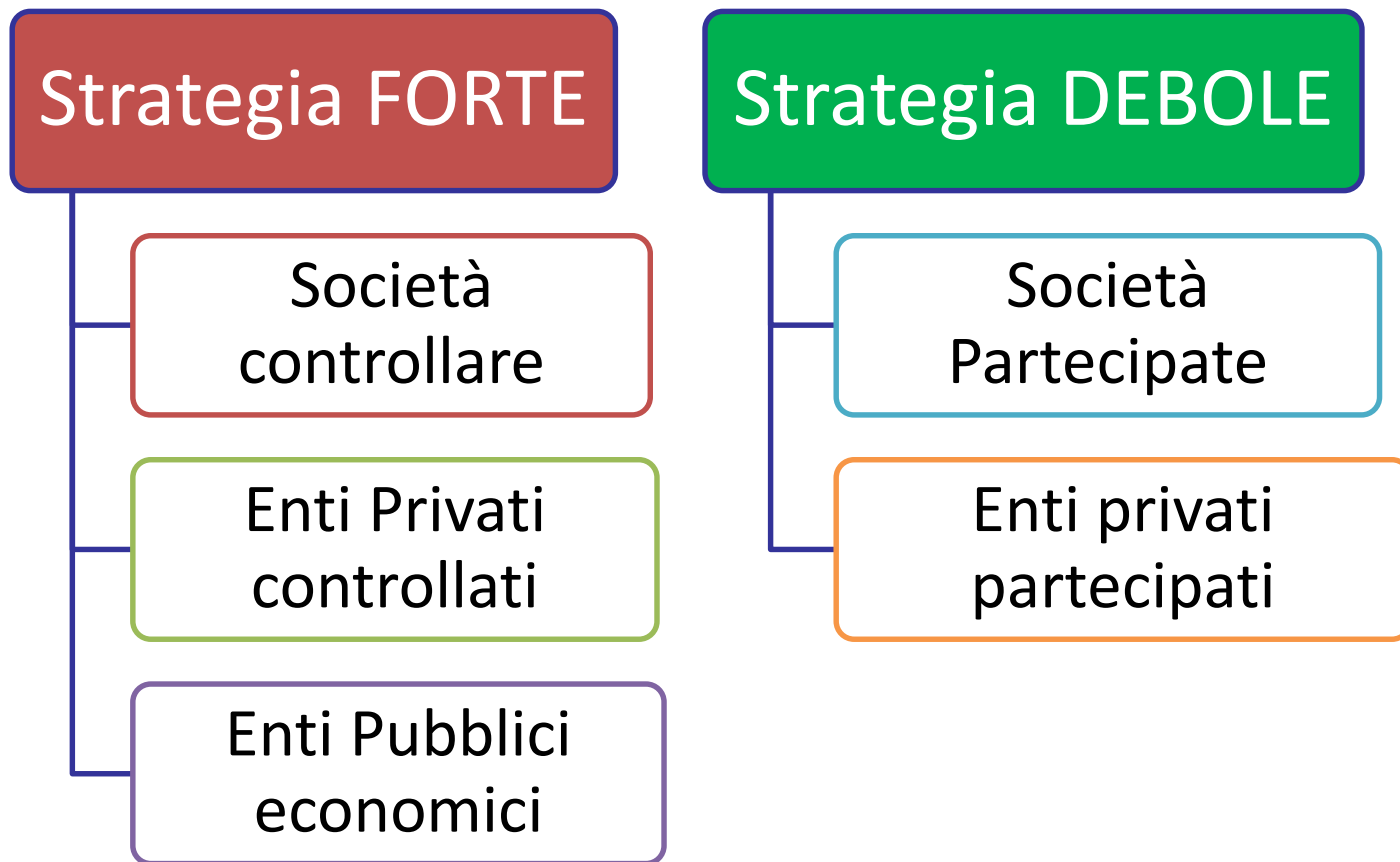 Strategia FORTE
Società
controllare
Enti Privati
controllati
Enti Pubblici
economici
Strategia DEBOLE
Società
Partecipate
Enti privati
partecipati